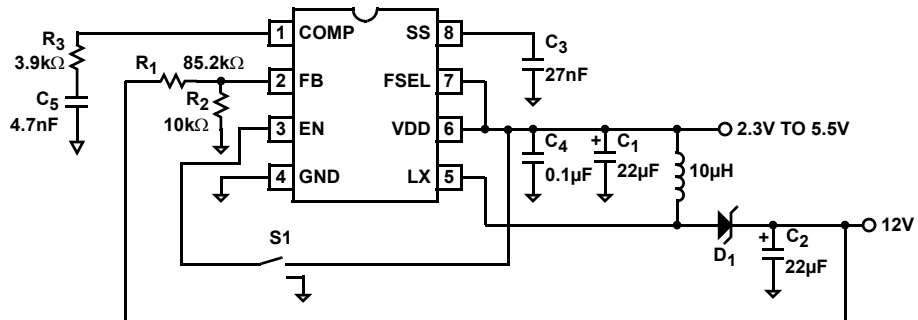 1 COMP SS 8
R3
3.9kΩ
C5
4.7nF
R1 85.2kΩ
R2
10kΩ
2 FB FSEL 7
3 EN VDD 6
4 GND LX 5
C3
27nF
C4
0.1µF
+ C1
22µF
2.3V TO 5.5V
10µH
S1
D1
+ C2
22µF
12V